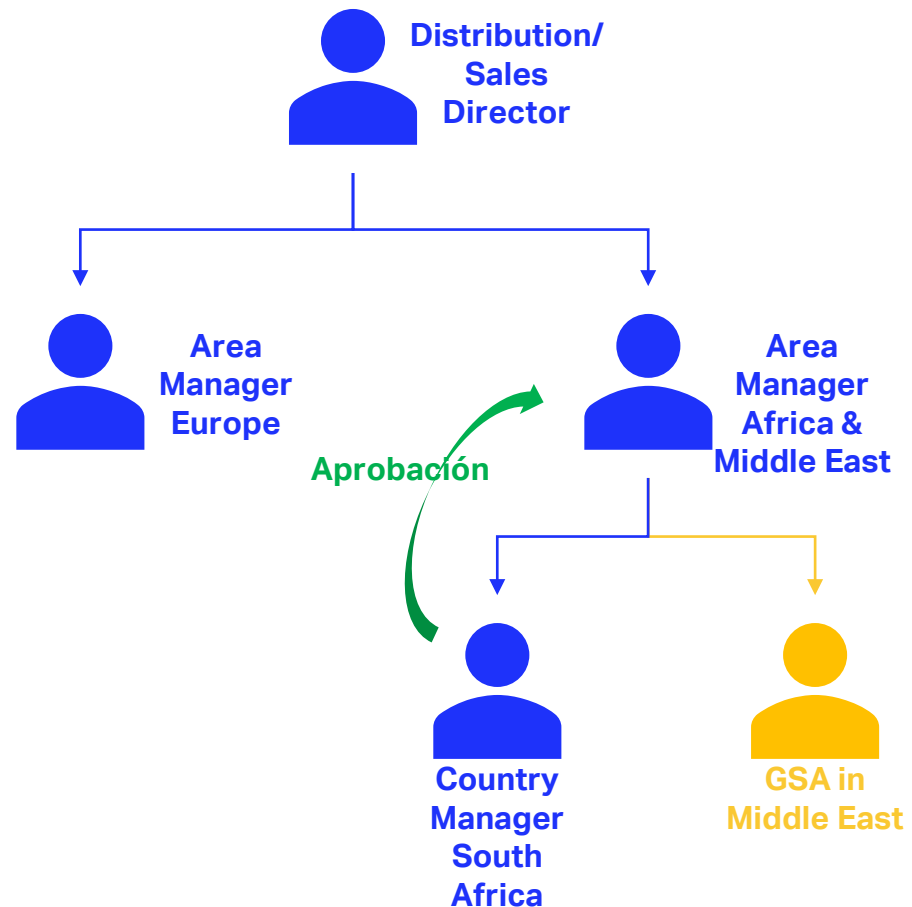 Distribution/
Sales
Director
Area
Manager
Europe
Area
Manager
Africa &
Middle East
Aprobación
Country
Manager
South
Africa
GSA in
Middle East